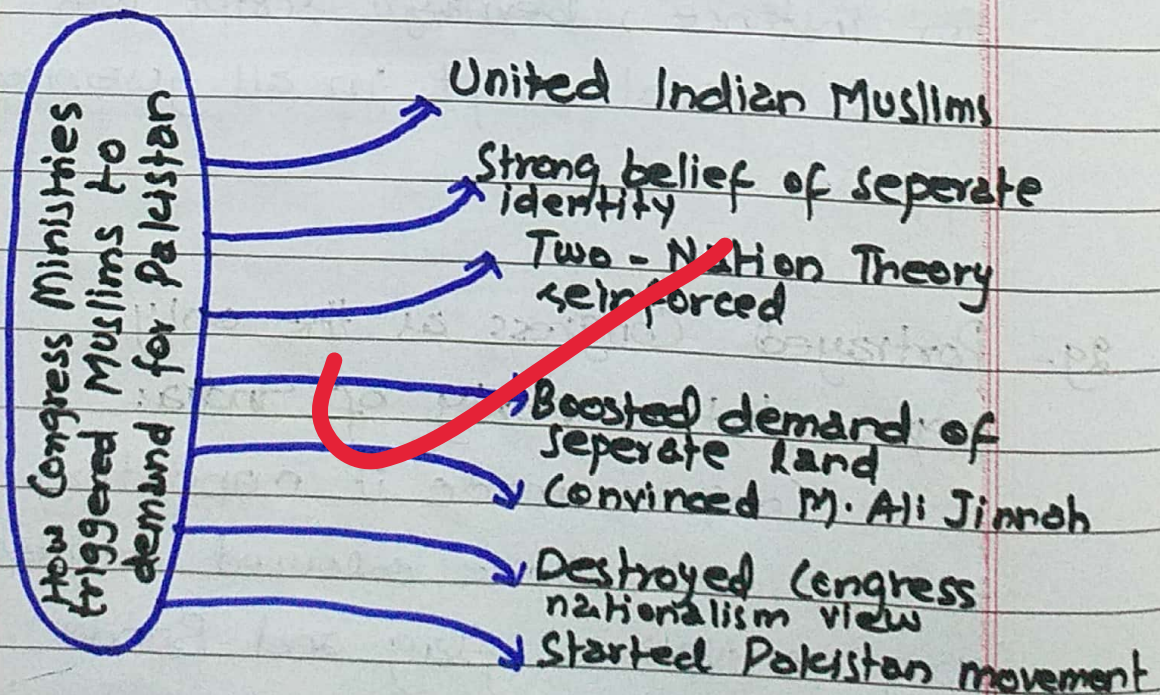 How Congress Ministries
triggered Muslims to
demand for Pakistan
United Indian Muslims
Strong belief of seperate
identity
Two-Nation Theory
reinforced
Boosted demand of
seperate land
Convinced M. Ali Jinnah
Destroyed Congress
nationalism view
Started Pakistan movement